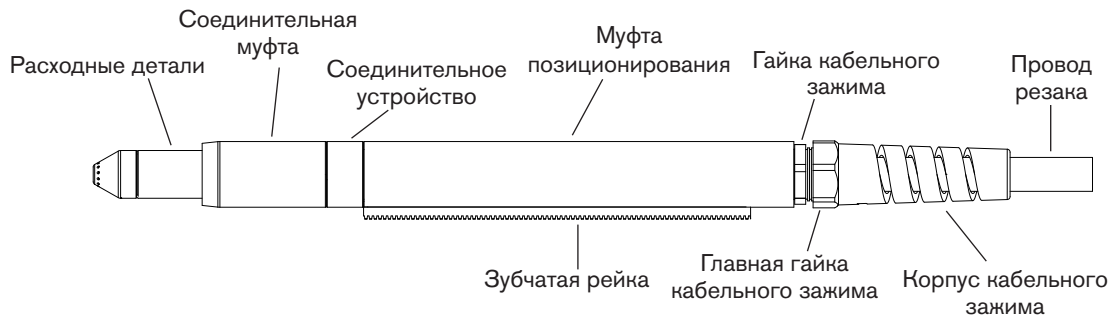 Соединительная
муфта
Расходные детали
Соединительное
устройство
Муфта
позиционирования
Гайка кабельного
зажима
Провод
резака
Зубчатая рейка
Главная гайка
кабельного зажима
Корпус кабельного
зажима